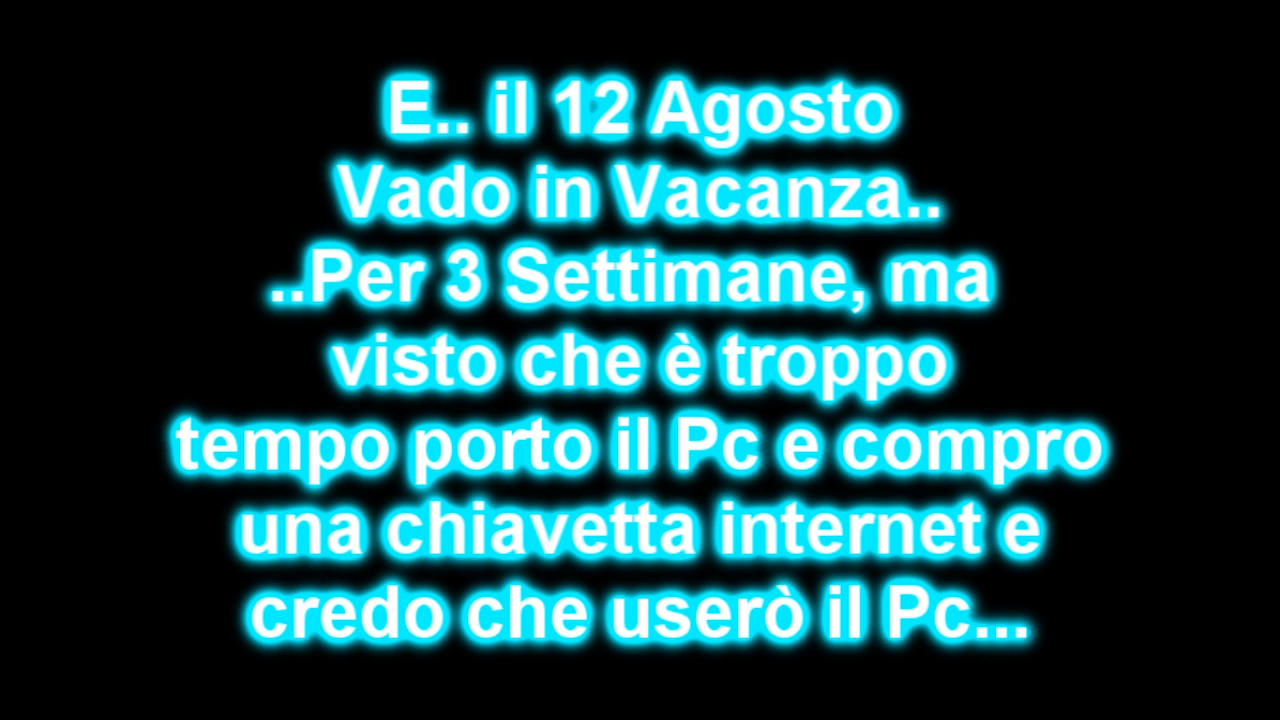 E.. il 12 Agosto
Vado in Vacanza..
..Per 3 Settimane, ma
visto che è troppo
tempo porto il Pc e compro
una chiavetta internet e
credo che userò il Pc...